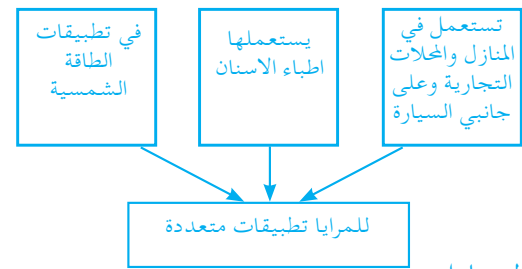 تستعمل في
المنازل والمحلات
التجارية وعلى
جانبي السيارة
يستعملها
اطباء الاسنان
في تطبيقات
الطاقة
الشمسية
للمرايا تطبيقات متعددة